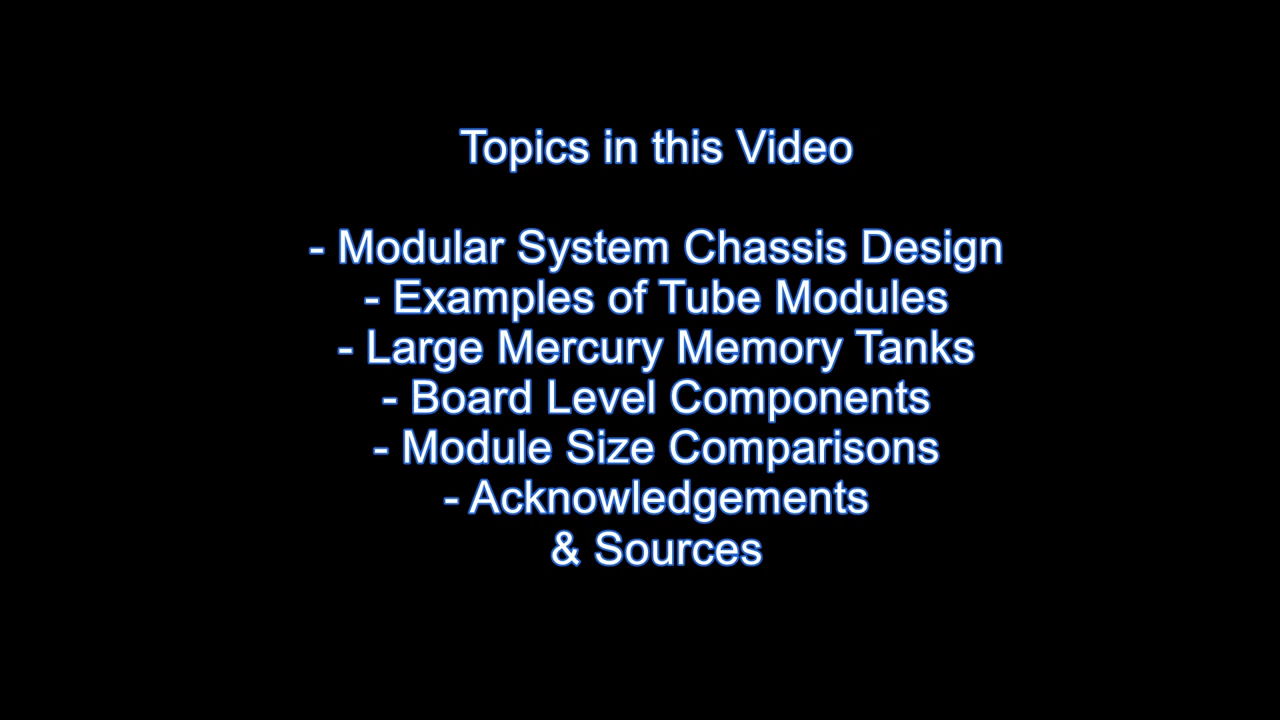 Topics in this Video
- Modular System Chassis Design
- Examples of Tube Modules
- Large Mercury Memory Tanks
- Board Level Components
- Module Size Comparisons
- Acknowledgements
& Sources